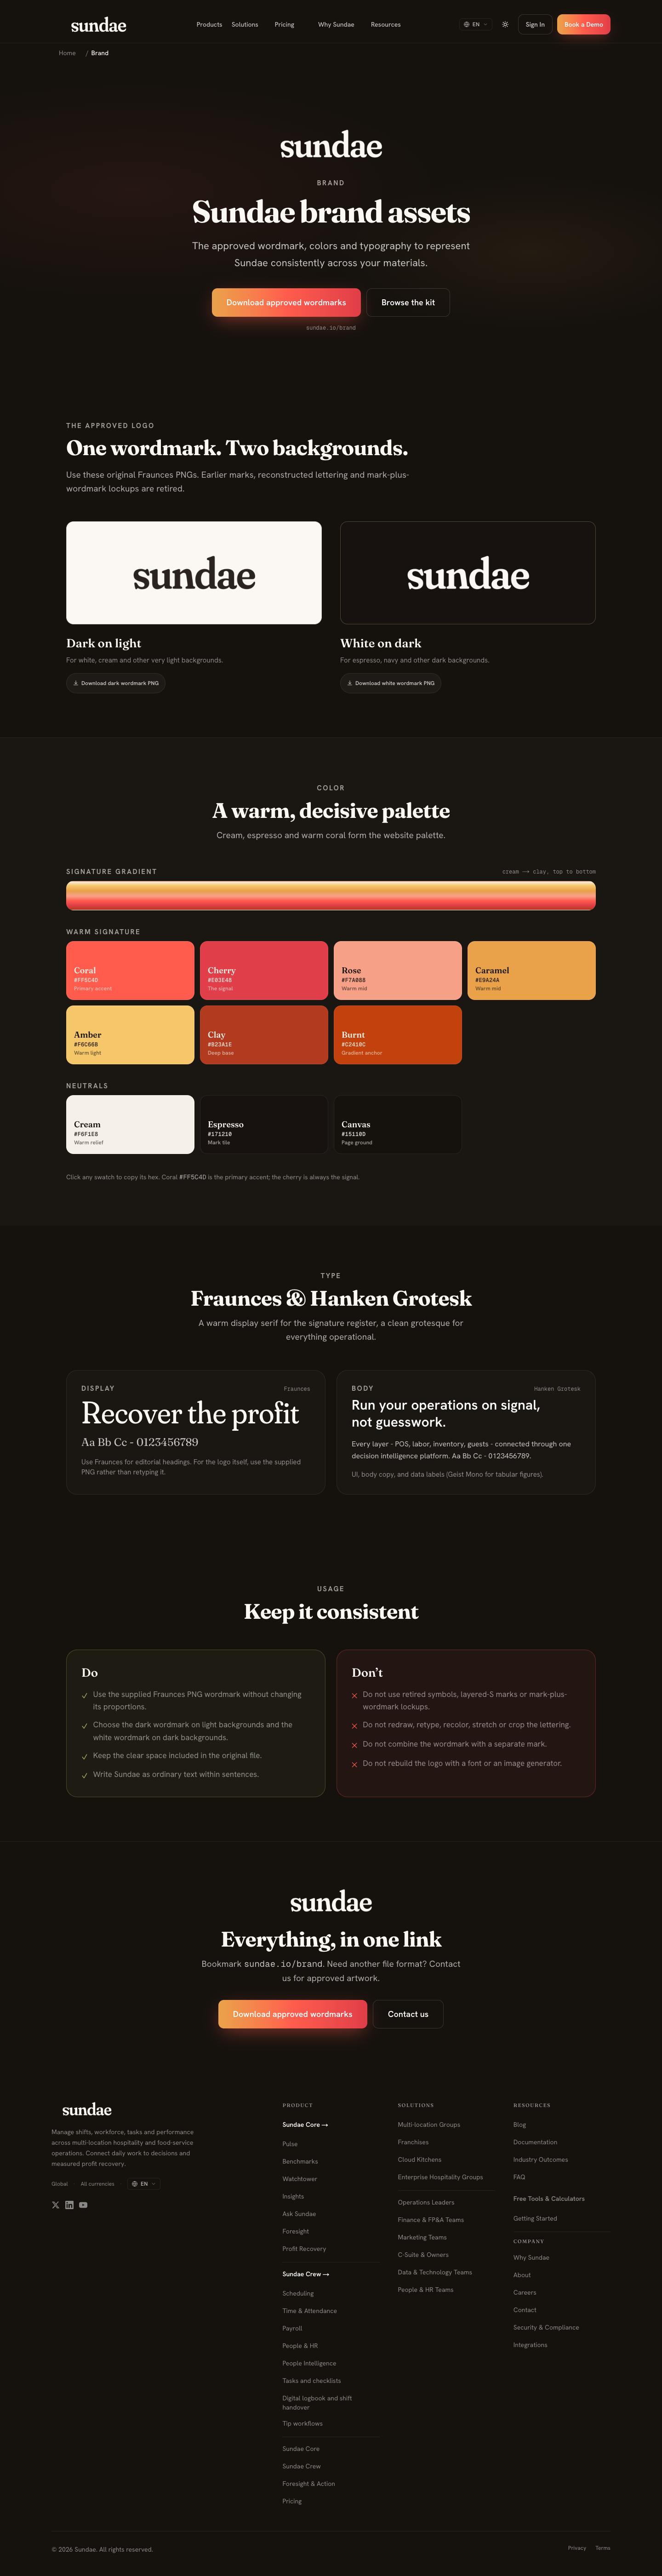 sundae
Products
Solutions
Pricing
Why Sundae
Resources
EN
Sign In
Book a Demo
Home / Brand
sundae
BRAND
Sundae brand assets
The approved wordmark, colors and typography to represent
Sundae consistently across your materials.
Download approved wordmarks
Browse the kit
sundae.io/brand
THE APPROVED LOGO
One wordmark. Two backgrounds.
Use these original Fraunces PNGs. Earlier marks, reconstructed lettering and mark-plus-
wordmark lockups are retired.
sundae
Dark on light
For white, cream and other very light backgrounds.
Download dark wordmark PNG
sundae
White on dark
For espresso, navy and other dark backgrounds.
Download white wordmark PNG
COLOR
A warm, decisive palette
Cream, espresso and warm coral form the website palette.
SIGNATURE GRADIENT
cream → clay, top to bottom
WARM SIGNATURE
Coral
#FF5C4D
Primary accent
Cherry
#E03E48
The signal
Rose
#F7A088
Warm mid
Caramel
#E9A24A
Warm mid
Amber
#F6C66B
Warm light
Clay
#B23A1E
Deep base
Burnt
#C2410C
Gradient anchor
NEUTRALS
Cream
#F6F1E8
Warm relief
Espresso
#171210
Mark tile
Canvas
#15110D
Page ground
Click any swatch to copy its hex. Coral #FF5C4D is the primary accent; the cherry is always the signal.
TYPE
Fraunces & Hanken Grotesk
A warm display serif for the signature register, a clean grotesque for
everything operational.
DISPLAY
Fraunces
Recover the profit
Aa Bb Cc - 0123456789
Use Fraunces for editorial headings. For the logo itself, use the supplied
PNG rather than retyping it.
BODY
Hanken Grotesk
Run your operations on signal,
not guesswork.
Every layer - POS, labor, inventory, guests - connected through one
decision intelligence platform. Aa Bb Cc - 0123456789.
UI, body copy, and data labels (Geist Mono for tabular figures).
USAGE
Keep it consistent
Do
Use the supplied Fraunces PNG wordmark without changing
its proportions.
Choose the dark wordmark on light backgrounds and the
white wordmark on dark backgrounds.
Keep the clear space included in the original file.
Write Sundae as ordinary text within sentences.
Don’t
Do not use retired symbols, layered-S marks or mark-plus-
wordmark lockups.
Do not redraw, retype, recolor, stretch or crop the lettering.
Do not combine the wordmark with a separate mark.
Do not rebuild the logo with a font or an image generator.
sundae
Everything, in one link
Bookmark sundae.io/brand. Need another file format? Contact
us for approved artwork.
Download approved wordmarks
Contact us
sundae
Manage shifts, workforce, tasks and performance
across multi-location hospitality and food-service
operations. Connect daily work to decisions and
measured profit recovery.
Global
All currencies
EN
PRODUCT
Sundae Core →
Pulse
Benchmarks
Watchtower
Insights
Ask Sundae
Foresight
Profit Recovery
Sundae Crew →
Scheduling
Time & Attendance
Payroll
People & HR
People Intelligence
Tasks and checklists
Digital logbook and shift
handover
Tip workflows
Sundae Core
Sundae Crew
Foresight & Action
Pricing
SOLUTIONS
Multi-location Groups
Franchises
Cloud Kitchens
Enterprise Hospitality Groups
Operations Leaders
Finance & FP&A Teams
Marketing Teams
C-Suite & Owners
Data & Technology Teams
People & HR Teams
RESOURCES
Blog
Documentation
Industry Outcomes
FAQ
Free Tools & Calculators
Getting Started
COMPANY
Why Sundae
About
Careers
Contact
Security & Compliance
Integrations
© 2026 Sundae. All rights reserved.
Privacy
Terms